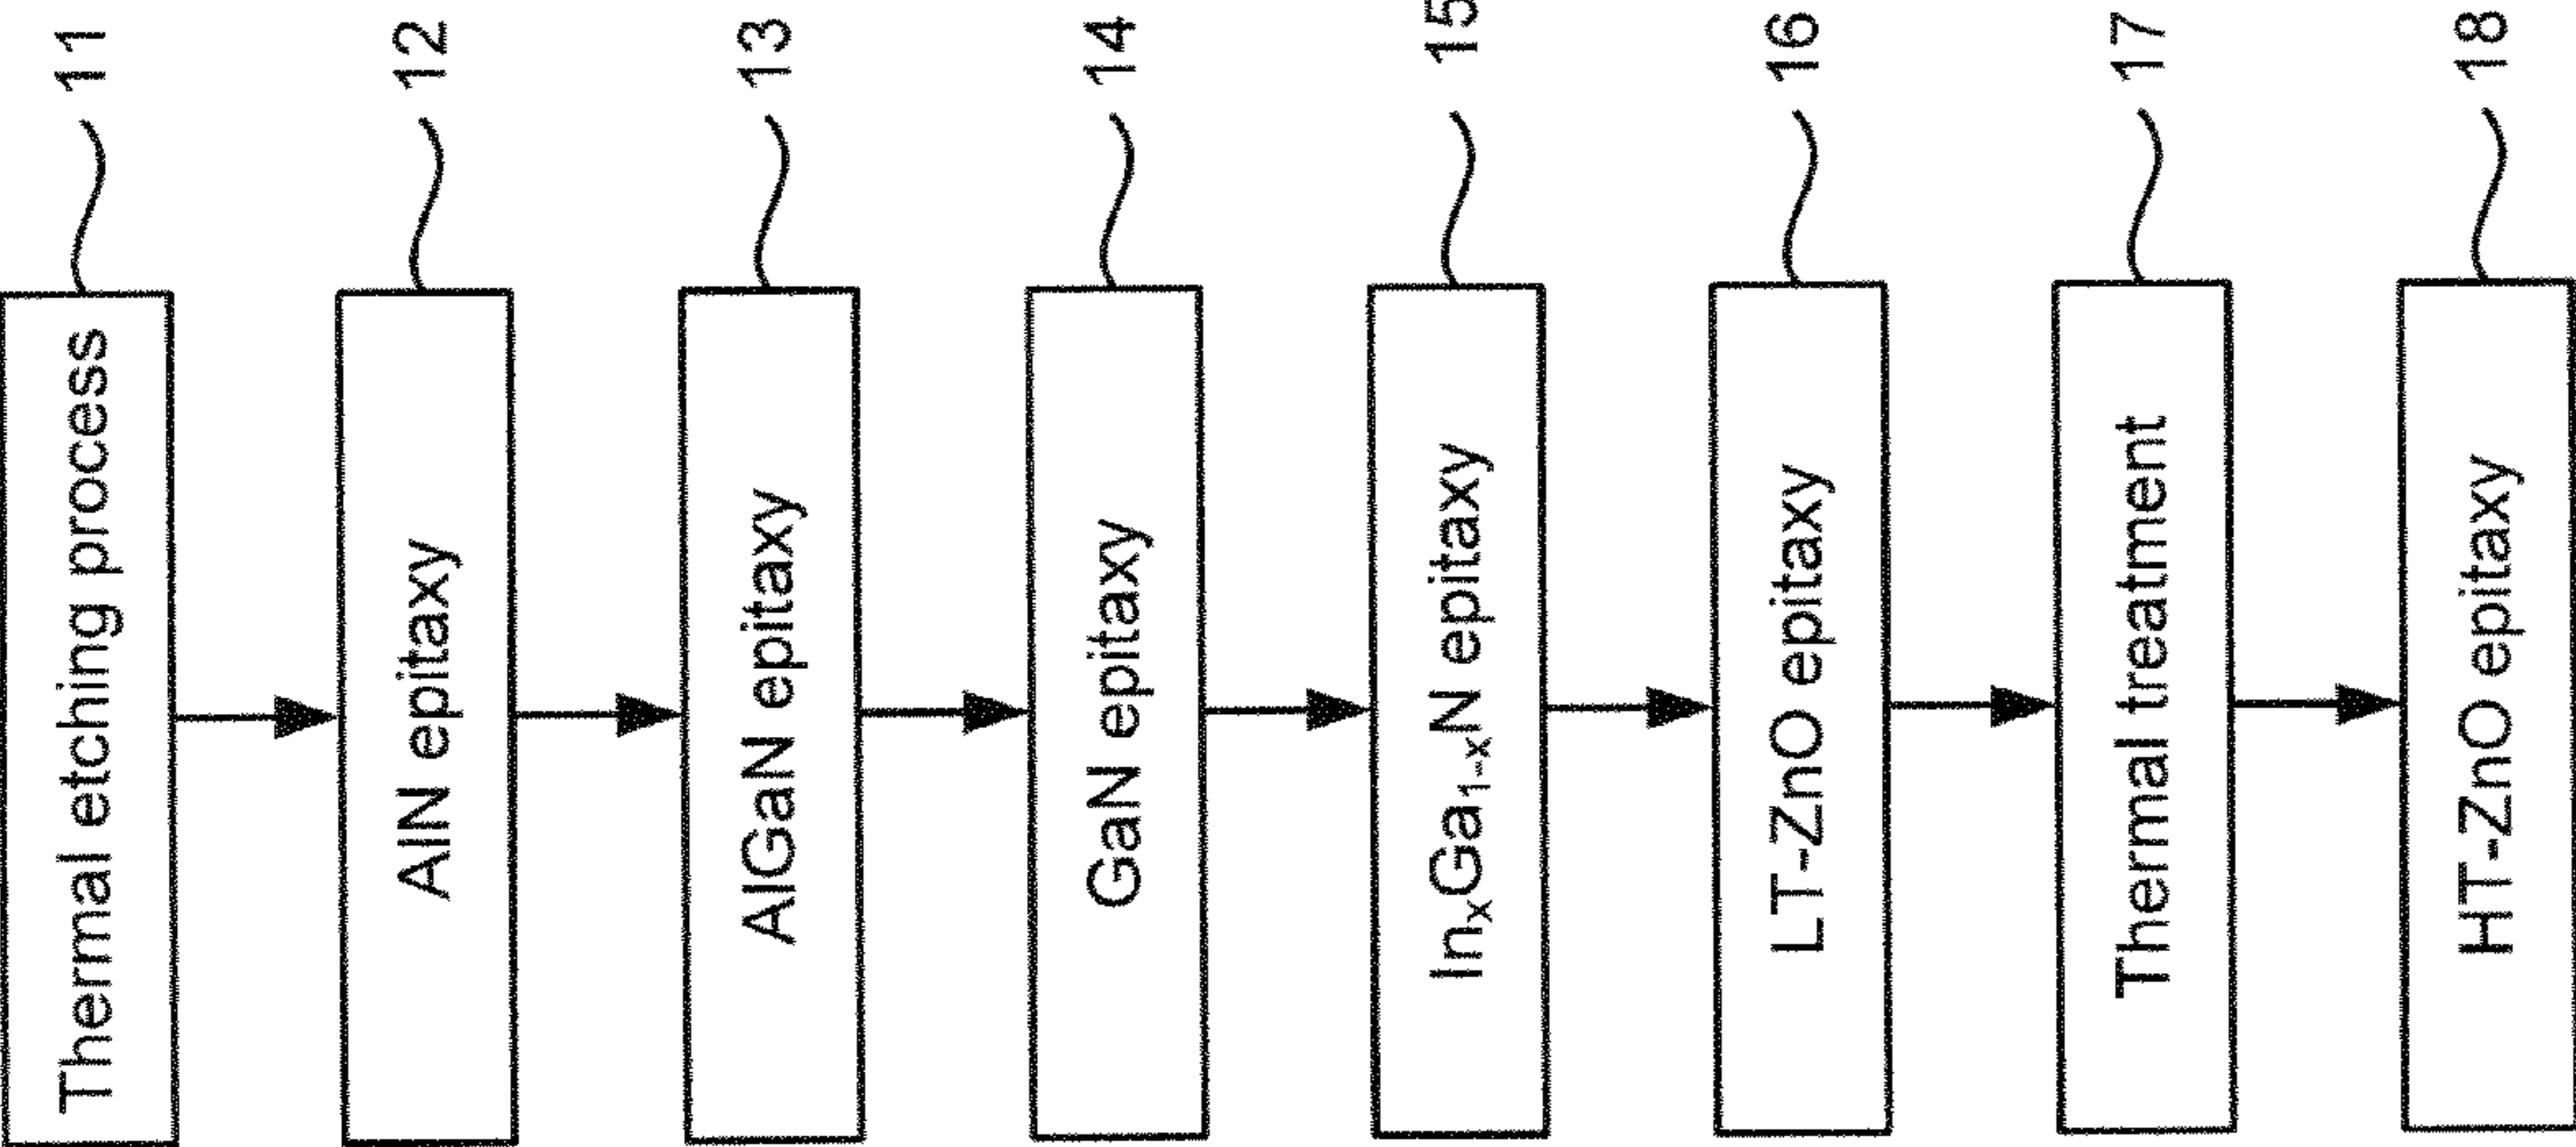 Thermal etching process 11
AlN epitaxy 12
AlGaN epitaxy 13
GaN epitaxy 14
InₓGa₁₋ₓN epitaxy 15
LT-ZnO epitaxy 16
Thermal treatment 17
HT-ZnO epitaxy 18